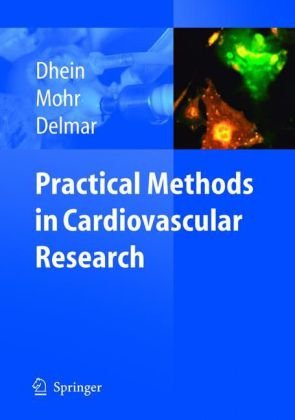 Dhein
Mohr
Delmar
Practical Methods
in Cardiovascular
Research
Springer